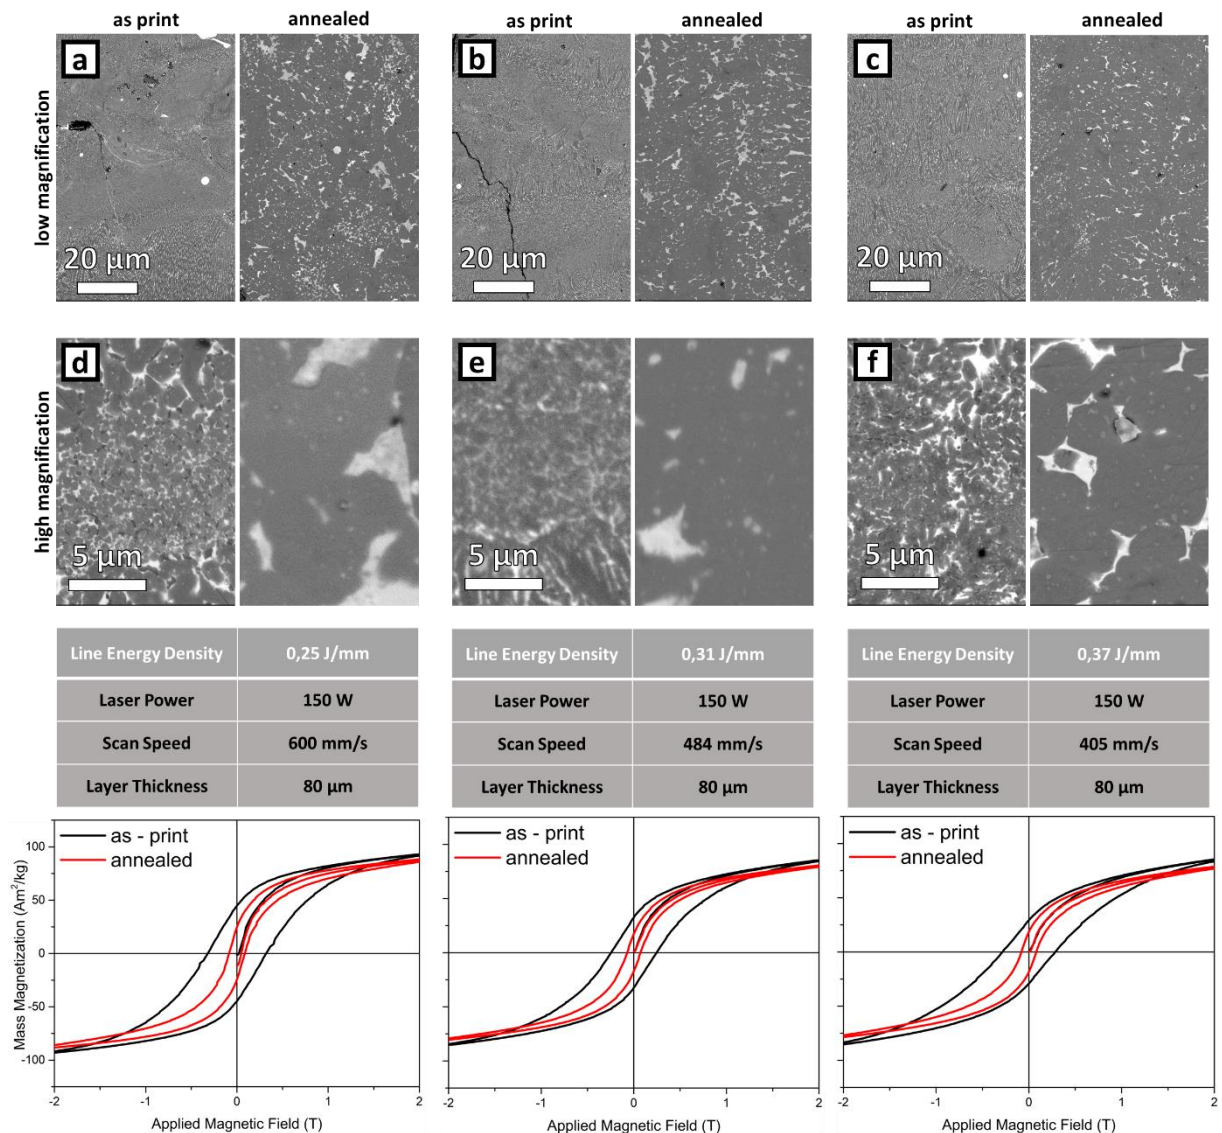 as print annealed as print annealed as print annealed
low magnification
a b c
20 µm 20 µm 20 µm
high magnification
d e f
5 µm 5 µm 5 µm
Line Energy Density 0,25 J/mm Line Energy Density 0,31 J/mm Line Energy Density 0,37 J/mm
Laser Power 150 W Laser Power 150 W Laser Power 150 W
Scan Speed 600 mm/s Scan Speed 484 mm/s Scan Speed 405 mm/s
Layer Thickness 80 µm Layer Thickness 80 µm Layer Thickness 80 µm
Mass Magnetization (Am²/kg)
100
50
0
-50
-100
as - print as - print as - print
annealed annealed annealed
-2 -1 0 1 2 -2 -1 0 1 2 -2 -1 0 1 2
Applied Magnetic Field (T) Applied Magnetic Field (T) Applied Magnetic Field (T)